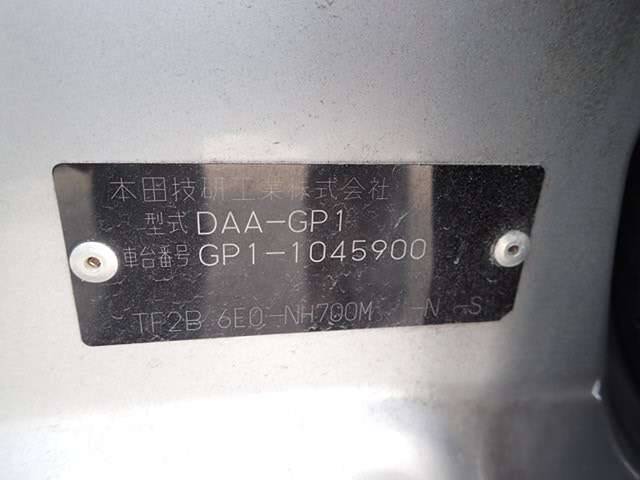 本田技研工業株式会社
型式 DAA-GP1
車台番号 GP1-1045900
TF2B 6E0-NH700M -N -S